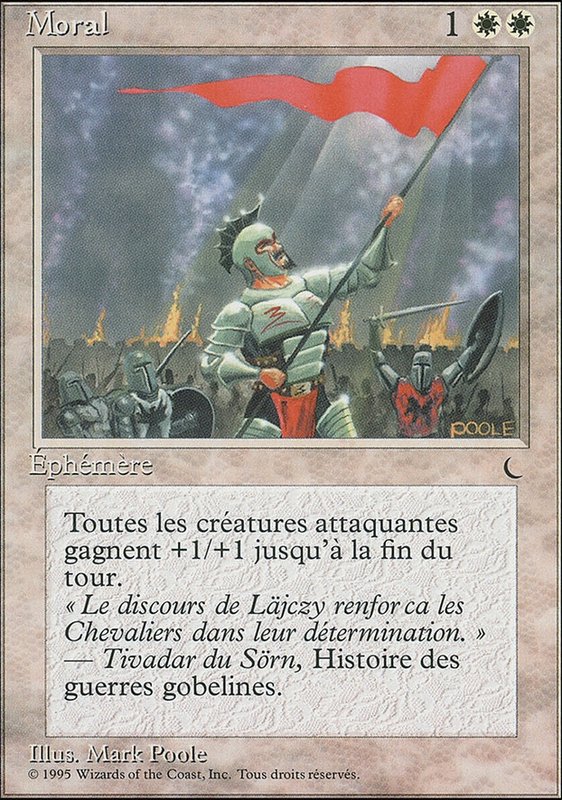 Moral 1
POOLE
Éphémère
Toutes les créatures attaquantes
gagnent +1/+1 jusqu'à la fin du
tour.
« Le discours de Läjczy renforca les
Chevaliers dans leur détermination. »
— Tivadar du Sörn, Histoire des
guerres gobelines.
Illus. Mark Poole
© 1995 Wizards of the Coast, Inc. Tous droits réservés.